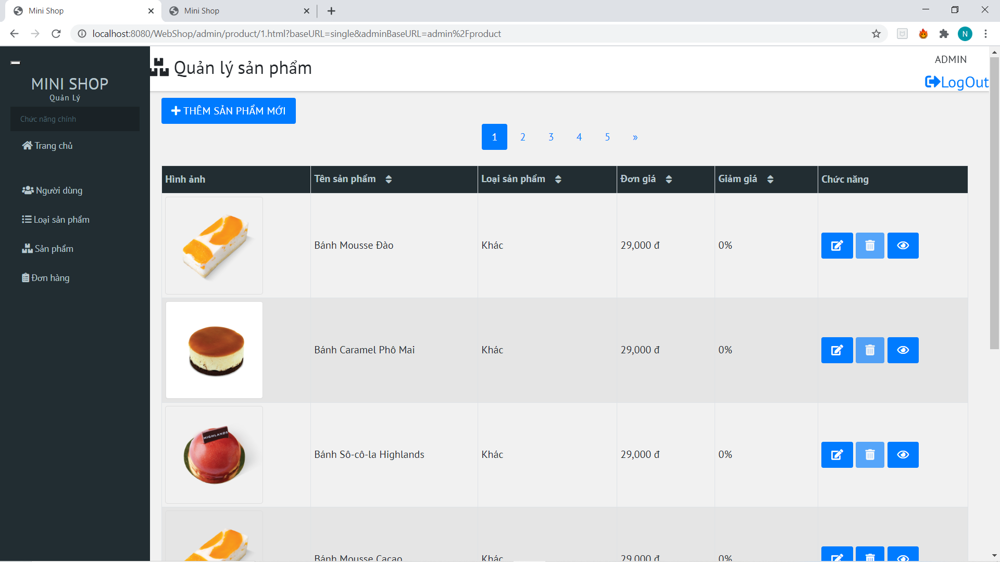 Mini Shop
Mini Shop
localhost:8080/WebShop/admin/product/1.html?baseURL=single&adminBaseURL=admin%2Fproduct
N
MINI SHOP
Quản Lý
Chức năng chính
Trang chủ
Người dùng
Loại sản phẩm
Sản phẩm
Đơn hàng
Quản lý sản phẩm
ADMIN
LogOut
THÊM SẢN PHẨM MỚI
1 2 3 4 5 »
Hình ảnh Tên sản phẩm Loại sản phẩm Đơn giá Giảm giá Chức năng
Bánh Mousse Đào Khác 29,000 đ 0%
Bánh Caramel Phô Mai Khác 29,000 đ 0%
HIGHLANDS
Bánh Sô-cô-la Highlands Khác 29,000 đ 0%
Bánh Mousse Cacao Khác 29,000 đ 0%